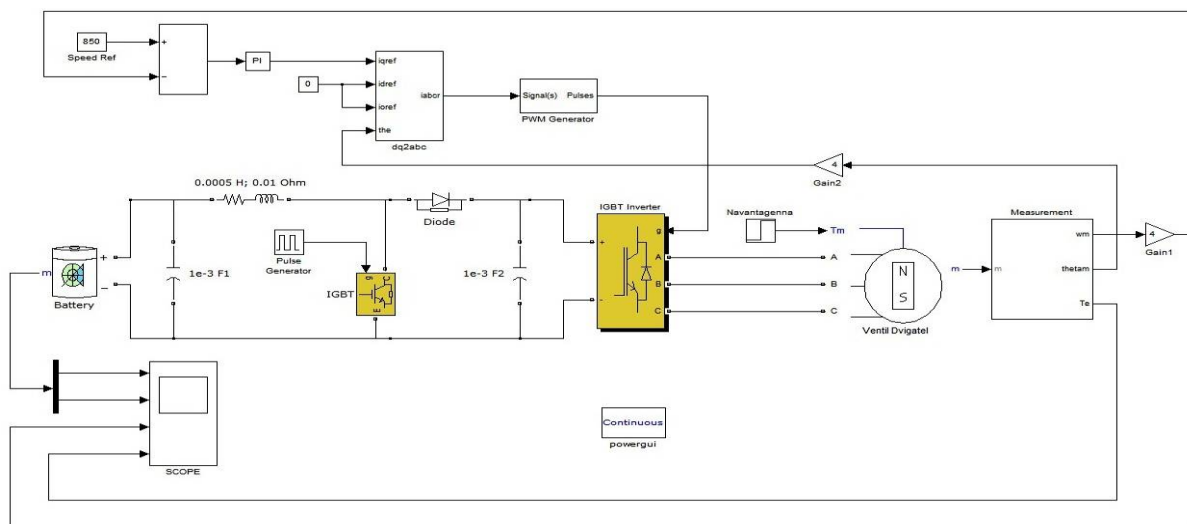 850
Speed Ref
+
−
PI
0
iqref
idref
ioref
the
iabor
dq2abc
Signal(s) Pulses
PWM Generator
4
Gain2
0.0005 H; 0.01 Ohm
Diode
IGBT Inverter
Navantagenna
Measurement
g
+
-
A
B
C
Tm
A
B
C
N
S
Ventil Dvigatel
m
m
wm
thetam
Te
4
Gain1
m
+
−
Battery
1e-3 F1
Pulse
Generator
IGBT
g
C
E
1e-3 F2
SCOPE
Continuous
powergui